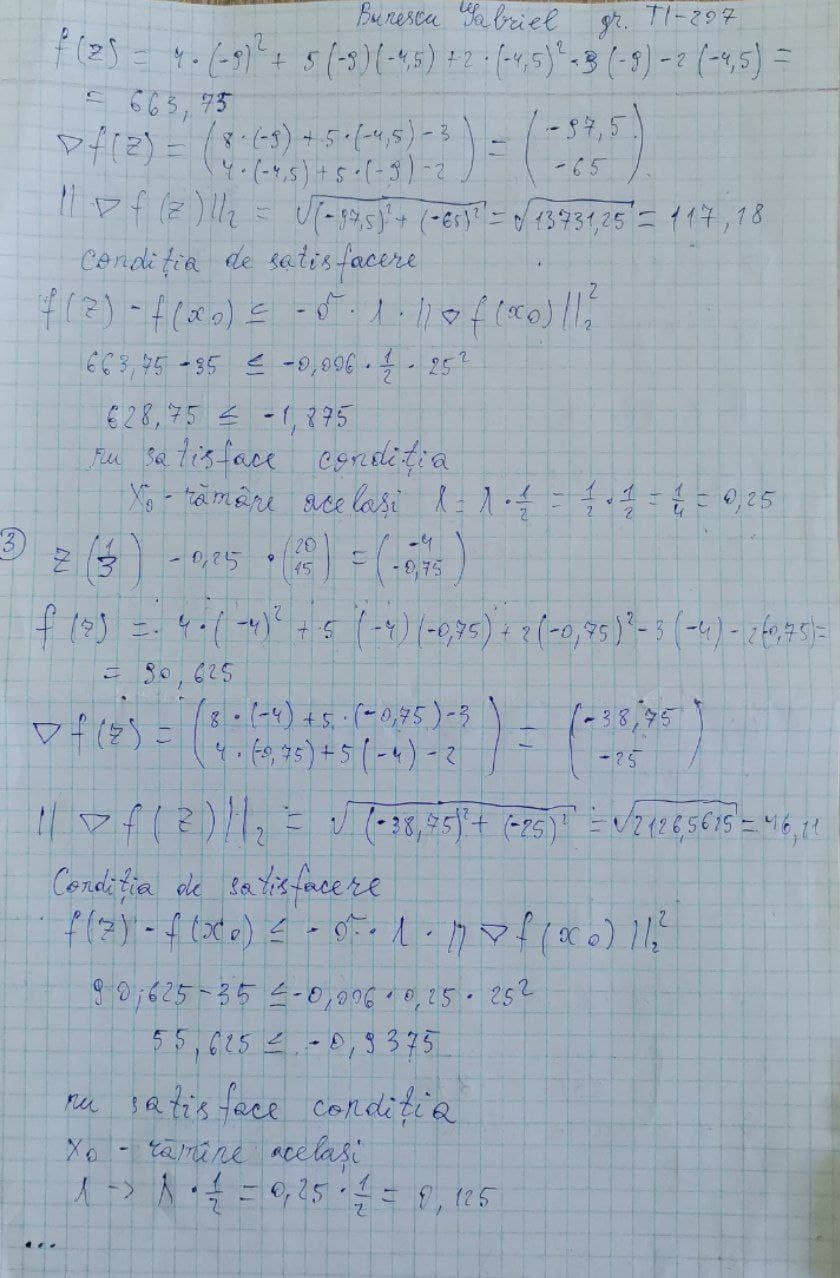 Bunescu Gabriel gr. TI-207
f(z) = 4·(-9)² + 5(-9)(-4,5) + 2·(-4,5)² - 3(-9) - 2(-4,5) =
= 663,75
∇f(z) = (8·(-9) + 5·(-4,5) - 3 / 4·(-4,5) + 5·(-9) - 2) = (-97,5 / -65)
||∇f(z)||₂ = √((-97,5)² + (-65)²) = √13731,25 = 117,18
Condiția de satisfacere
f(z) - f(x₀) ≤ -σ·λ·||∇f(x₀)||₂²
663,75 - 35 ≤ -0,006·1/2·25²
628,75 ≤ -1,875
nu satisface condiția
x₀ - rămâne același λ = λ·1/2 = 1/2·1/2 = 1/4 = 0,25
③ z (1 / 3) - 0,25·(20 / 15) = (-4 / -0,75)
f(z) = 4·(-4)² + 5(-4)(-0,75) + 2(-0,75)² - 3(-4) - 2(-0,75) =
= 90,625
∇f(z) = (8·(-4) + 5·(-0,75) - 3 / 4·(-0,75) + 5(-4) - 2) = (-38,75 / -25)
||∇f(z)||₂ = √((-38,75)² + (-25)²) = √2126,5625 = 46,11
Condiția de satisfacere
f(z) - f(x₀) ≤ -σ·λ·||∇f(x₀)||₂²
90,625 - 35 ≤ -0,006·0,25·25²
55,625 ≤ -0,9375
nu satisface condiția
x₀ - rămîne același
λ -> λ·1/2 = 0,25·1/2 = 0,125
...